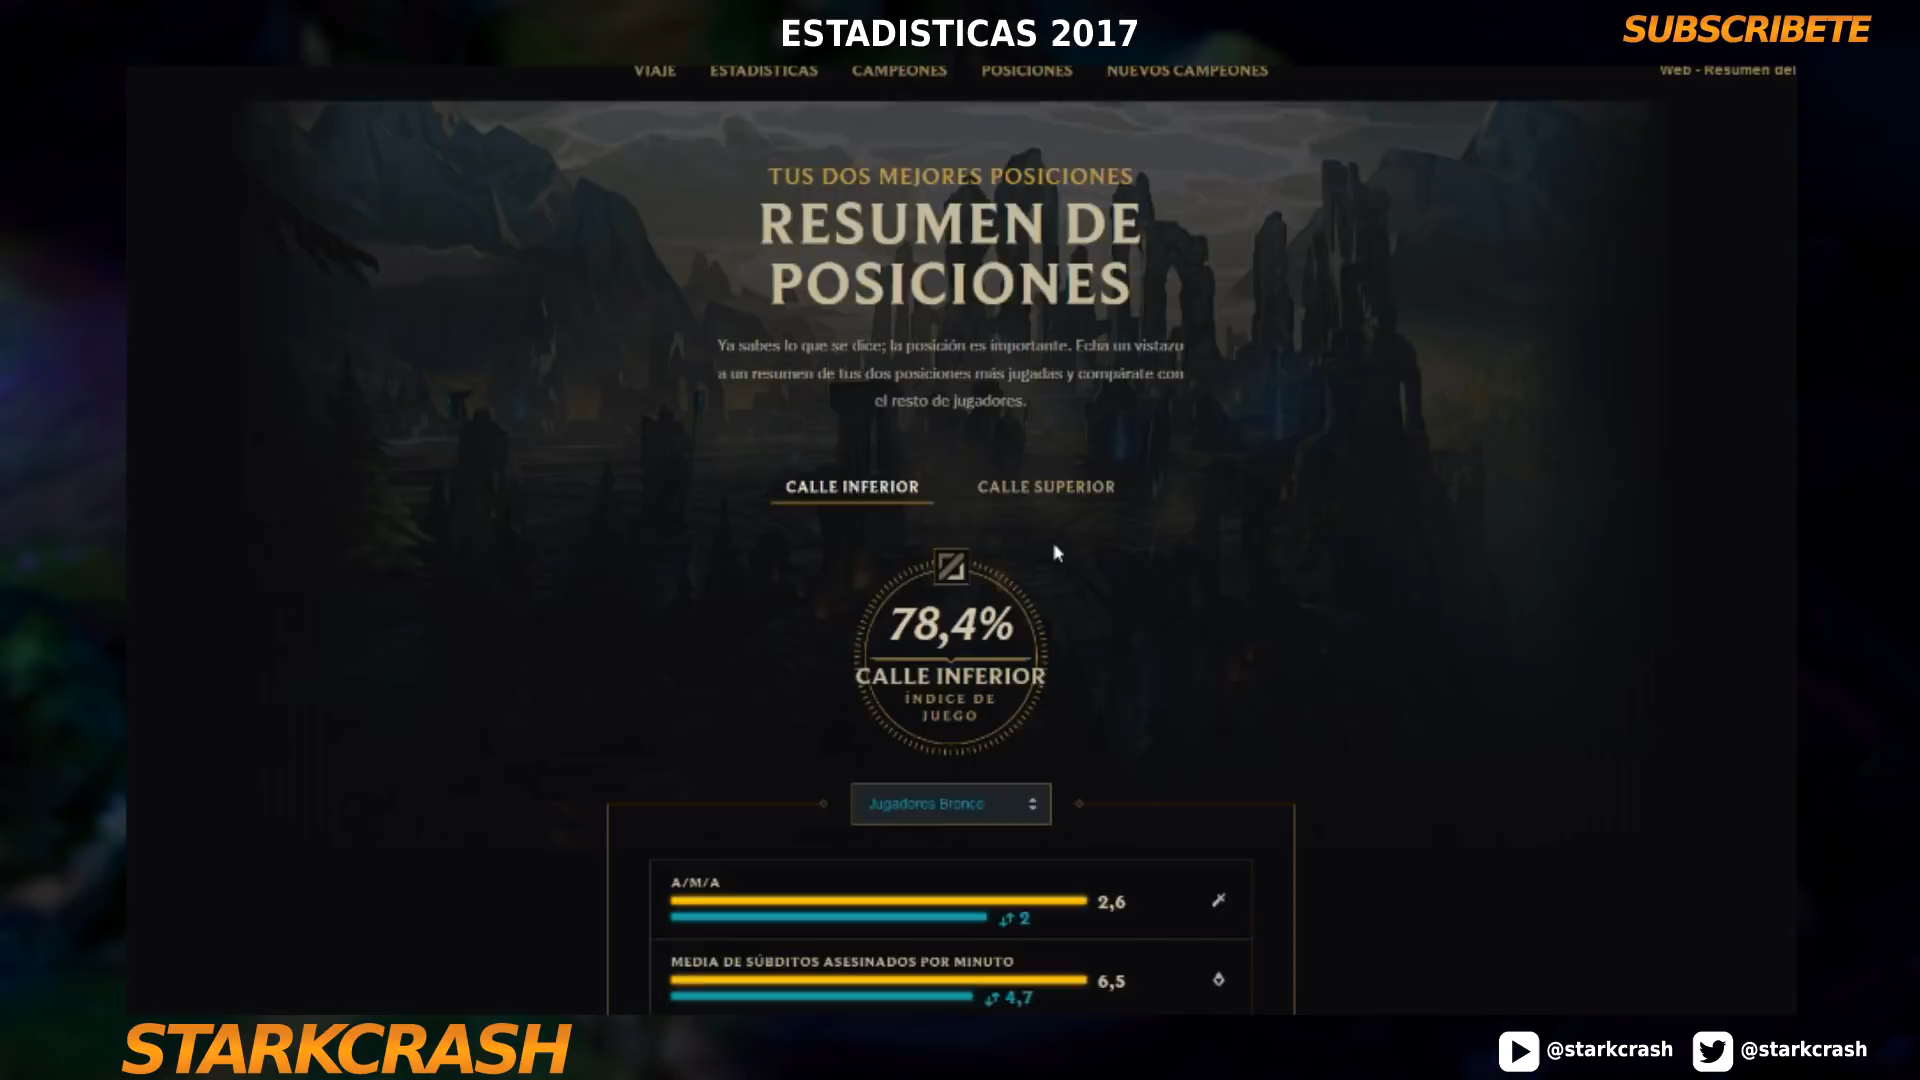 ESTADISTICAS 2017
SUBSCRIBETE
VIAJE ESTADÍSTICAS CAMPEONES POSICIONES NUEVOS CAMPEONES
Web - Resumen del
TUS DOS MEJORES POSICIONES
RESUMEN DE
POSICIONES
Ya sabes lo que se dice; la posición es importante. Echa un vistazo
a un resumen de tus dos posiciones más jugadas y compárate con
el resto de jugadores.
CALLE INFERIOR CALLE SUPERIOR
78,4%
CALLE INFERIOR
ÍNDICE DE
JUEGO
Jugadores Bronce
A/M/A
2,6
2
MEDIA DE SÚBDITOS ASESINADOS POR MINUTO
6,5
4,7
STARKCRASH
@starkcrash @starkcrash